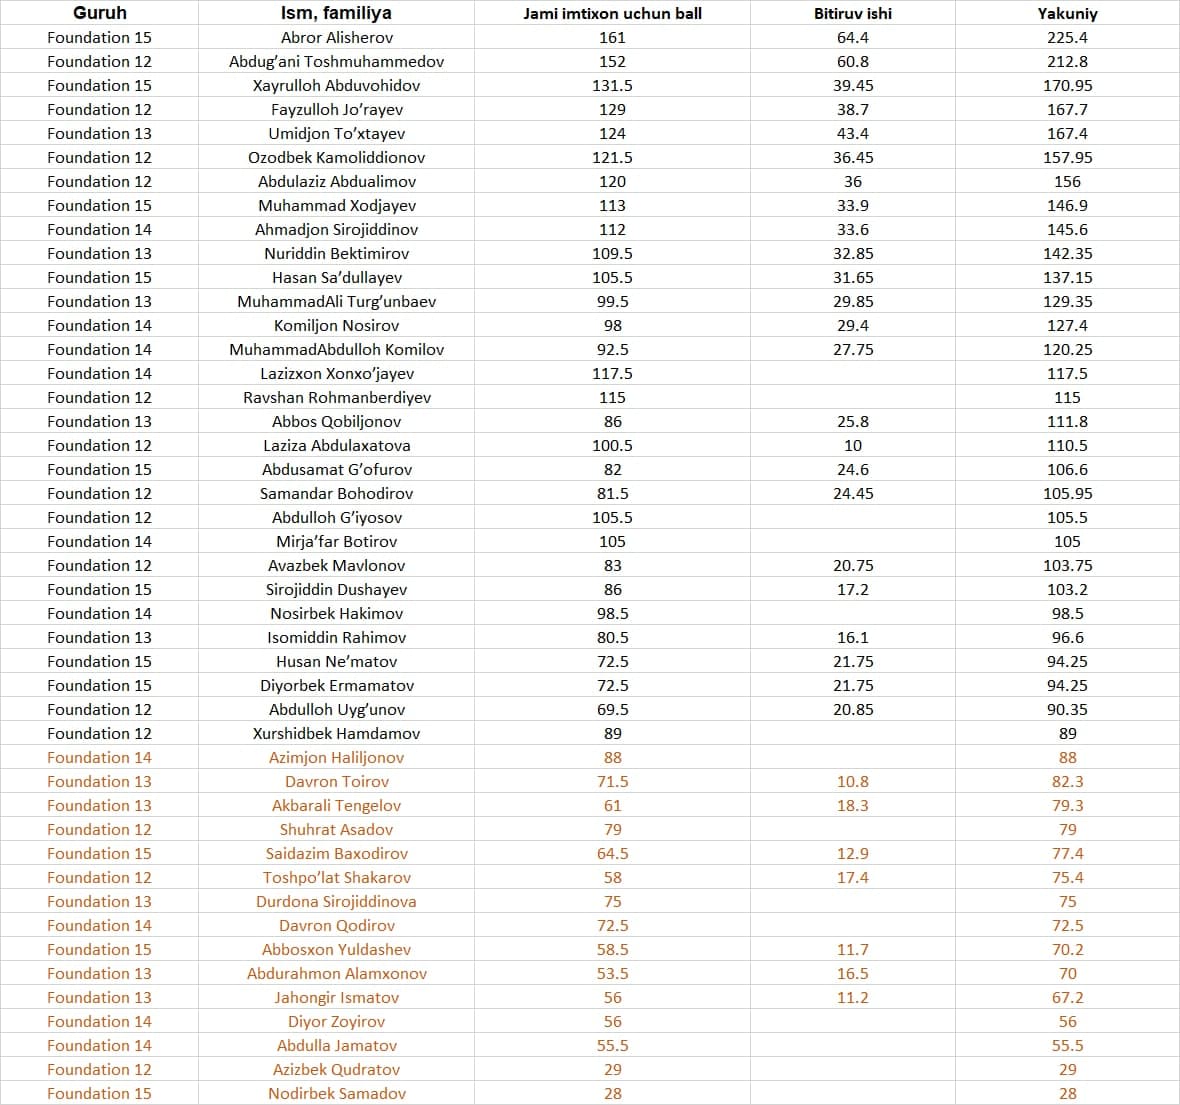 Guruh Ism, familiya Jami imtixon uchun ball Bitiruv ishi Yakuniy
Foundation 15 Abror Alisherov 161 64.4 225.4
Foundation 12 Abdug’ani Toshmuhammedov 152 60.8 212.8
Foundation 15 Xayrulloh Abduvohidov 131.5 39.45 170.95
Foundation 12 Fayzulloh Jo’rayev 129 38.7 167.7
Foundation 13 Umidjon To’xtayev 124 43.4 167.4
Foundation 12 Ozodbek Kamoliddionov 121.5 36.45 157.95
Foundation 12 Abdulaziz Abdualimov 120 36 156
Foundation 15 Muhammad Xodjayev 113 33.9 146.9
Foundation 14 Ahmadjon Sirojiddinov 112 33.6 145.6
Foundation 13 Nuriddin Bektimirov 109.5 32.85 142.35
Foundation 15 Hasan Sa’dullayev 105.5 31.65 137.15
Foundation 13 MuhammadAli Turg’unbaev 99.5 29.85 129.35
Foundation 14 Komiljon Nosirov 98 29.4 127.4
Foundation 14 MuhammadAbdulloh Komilov 92.5 27.75 120.25
Foundation 14 Lazizxon Xonxo’jayev 117.5 117.5
Foundation 12 Ravshan Rohmanberdiyev 115 115
Foundation 13 Abbos Qobiljonov 86 25.8 111.8
Foundation 12 Laziza Abdulaxatova 100.5 10 110.5
Foundation 15 Abdusamat G’ofurov 82 24.6 106.6
Foundation 12 Samandar Bohodirov 81.5 24.45 105.95
Foundation 12 Abdulloh G’iyosov 105.5 105.5
Foundation 14 Mirja’far Botirov 105 105
Foundation 12 Avazbek Mavlonov 83 20.75 103.75
Foundation 15 Sirojiddin Dushayev 86 17.2 103.2
Foundation 14 Nosirbek Hakimov 98.5 98.5
Foundation 13 Isomiddin Rahimov 80.5 16.1 96.6
Foundation 15 Husan Ne’matov 72.5 21.75 94.25
Foundation 15 Diyorbek Ermamatov 72.5 21.75 94.25
Foundation 12 Abdulloh Uyg’unov 69.5 20.85 90.35
Foundation 12 Xurshidbek Hamdamov 89 89
Foundation 14 Azimjon Haliljonov 88 88
Foundation 13 Davron Toirov 71.5 10.8 82.3
Foundation 13 Akbarali Tengelov 61 18.3 79.3
Foundation 12 Shuhrat Asadov 79 79
Foundation 15 Saidazim Baxodirov 64.5 12.9 77.4
Foundation 12 Toshpo’lat Shakarov 58 17.4 75.4
Foundation 13 Durdona Sirojiddinova 75 75
Foundation 14 Davron Qodirov 72.5 72.5
Foundation 15 Abbosxon Yuldashev 58.5 11.7 70.2
Foundation 13 Abdurahmon Alamxonov 53.5 16.5 70
Foundation 13 Jahongir Ismatov 56 11.2 67.2
Foundation 14 Diyor Zoyirov 56 56
Foundation 14 Abdulla Jamatov 55.5 55.5
Foundation 12 Azizbek Qudratov 29 29
Foundation 15 Nodirbek Samadov 28 28